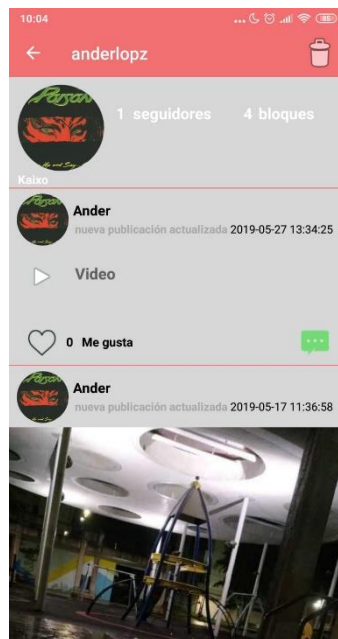 10:04
anderlopz
1 seguidores 4 bloques
Kaixo
Ander
nueva publicación actualizada 2019-05-27 13:34:25
Video
0 Me gusta
Ander
nueva publicación actualizada 2019-05-17 11:36:58